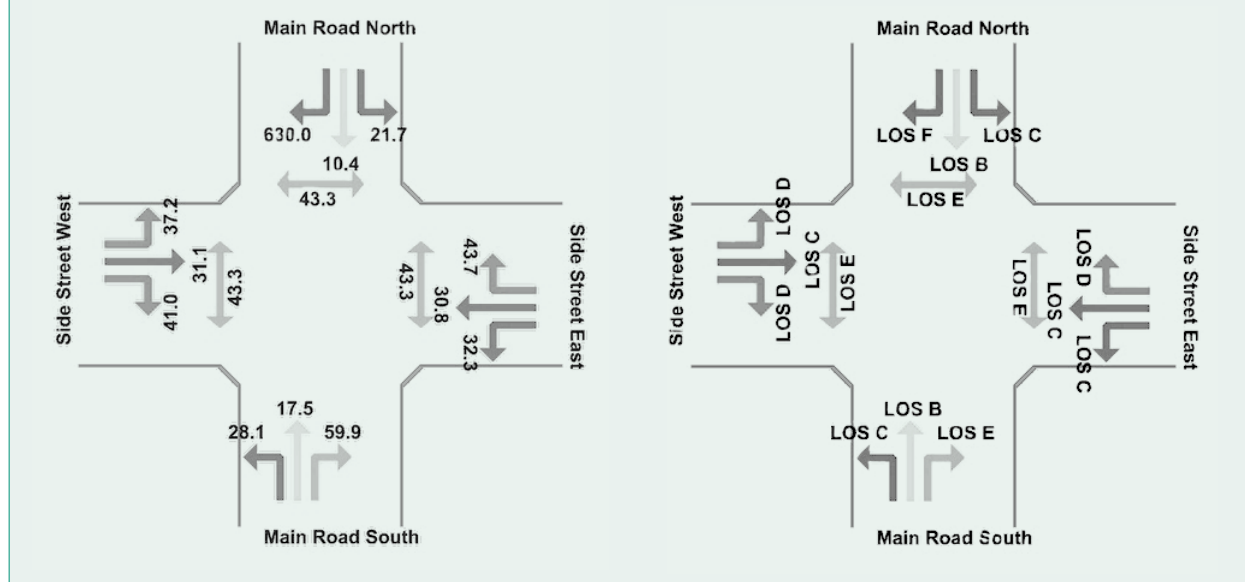 Main Road North
630.0
21.7
10.4
43.3
Side Street West
37.2
31.1
41.0
43.3
43.3
43.7
30.8
32.3
Side Street East
17.5
28.1
59.9
Main Road South
Main Road North
LOS F
LOS C
LOS B
LOS E
Side Street West
LOS D
LOS C
LOS D
LOS E
LOS E
LOS D
LOS C
LOS C
Side Street East
LOS B
LOS C
LOS E
Main Road South